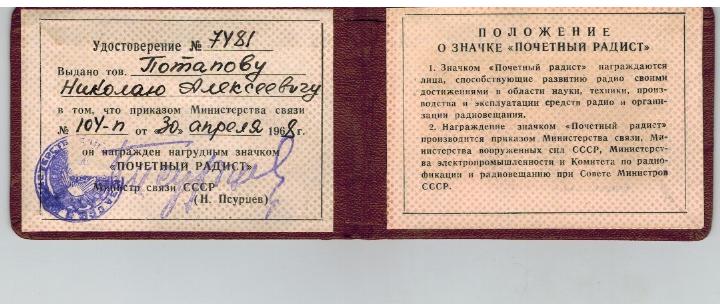 Удостоверение № 7481
Выдано тов. Потапову
Николаю Алексеевичу
в том, что приказом Министерства связи
№ 104-п от «30» апреля 1968 г.
он награжден нагрудным значком
«ПОЧЕТНЫЙ РАДИСТ»
Министр связи СССР
(Н. Псурцев)
ПОЛОЖЕНИЕ
О ЗНАЧКЕ «ПОЧЕТНЫЙ РАДИСТ»
1. Значком «Почетный радист» награждаются
лица, способствующие развитию радио своими
достижениями в области науки, техники, произ-
водства и эксплуатации средств радио и органи-
зации радиовещания.
2. Награждение значком «Почетный радист»
производится приказом Министерства связи, Ми-
нистерства вооруженных сил СССР, Министерс-
тва электропромышленности и Комитета по радио-
фикации и радиовещанию при Совете Министров
СССР.